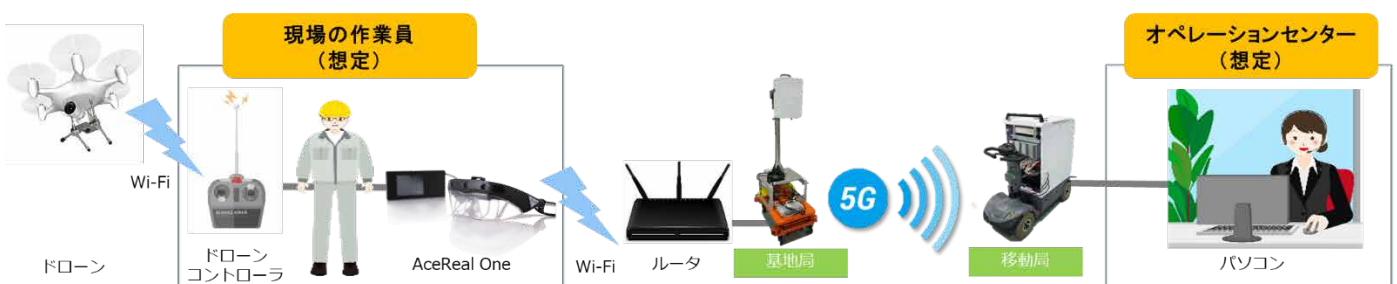 現場の作業員
（想定）
オペレーションセンター
（想定）
Wi-Fi
ドローン
ドローン
コントローラ
AceReal One
Wi-Fi
ルータ
基地局
5G
移動局
パソコン